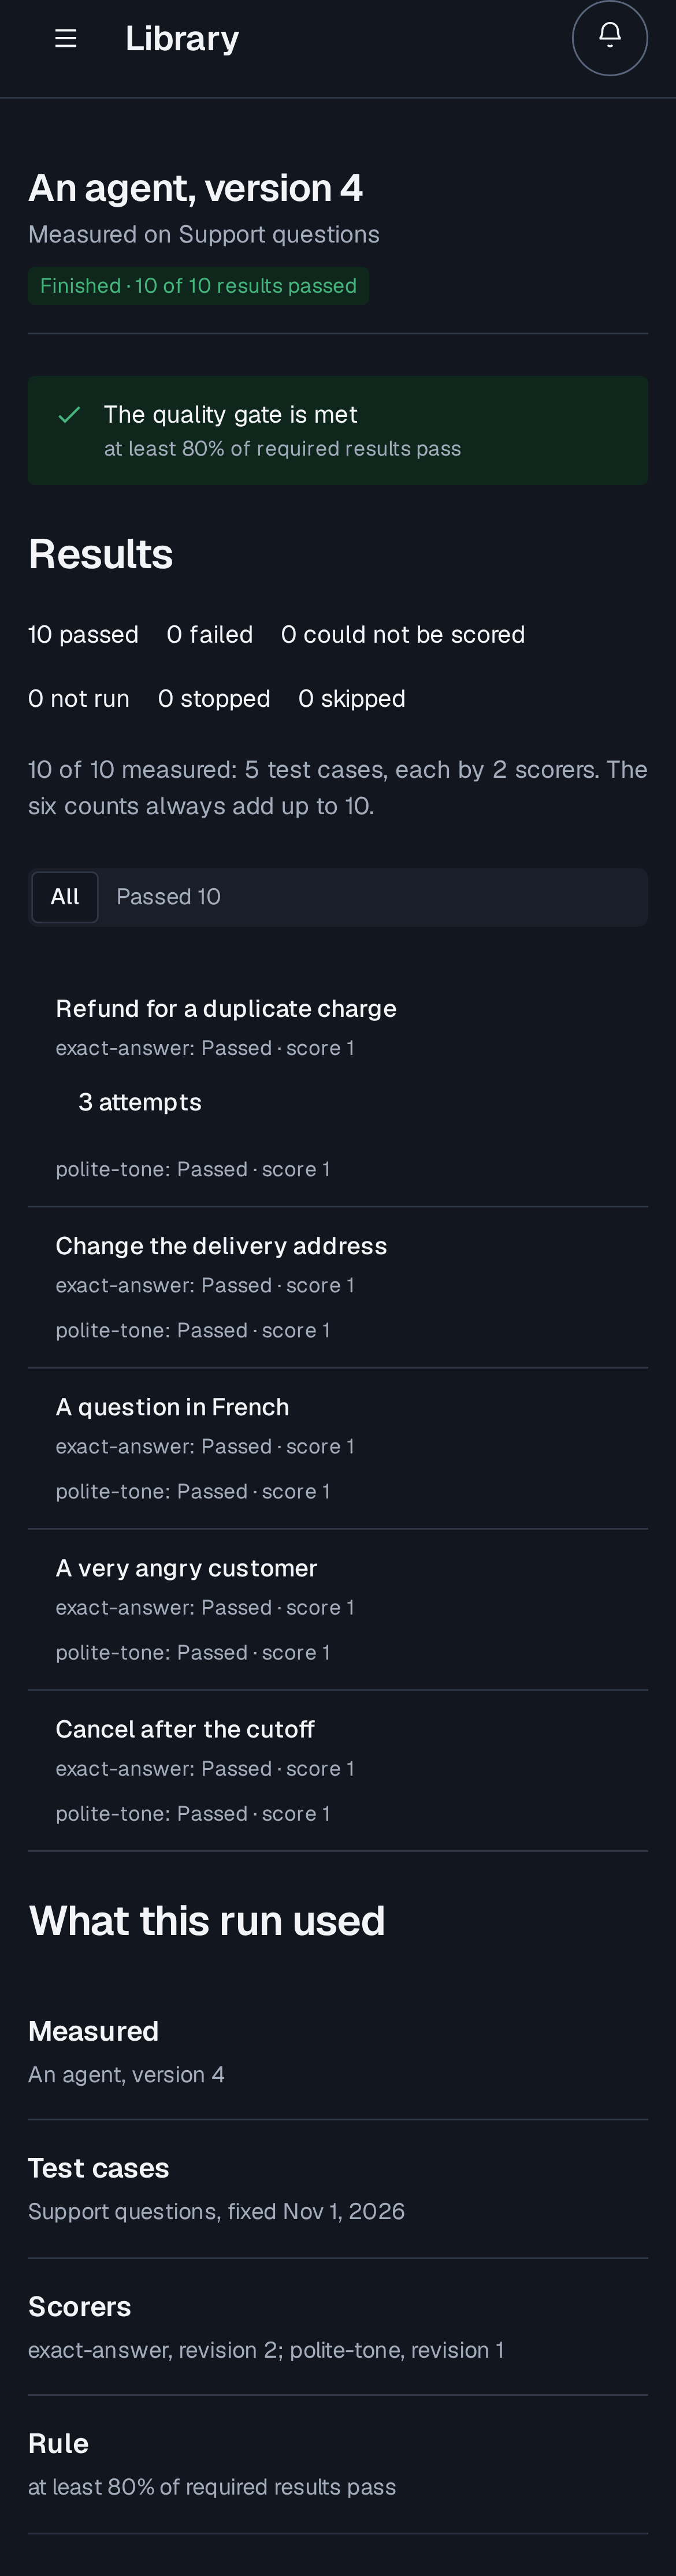 Library
An agent, version 4
Measured on Support questions
Finished · 10 of 10 results passed
The quality gate is met
at least 80% of required results pass
Results
10 passed 0 failed 0 could not be scored
0 not run 0 stopped 0 skipped
10 of 10 measured: 5 test cases, each by 2 scorers. The
six counts always add up to 10.
All Passed 10
Refund for a duplicate charge
exact-answer: Passed · score 1
3 attempts
polite-tone: Passed · score 1
Change the delivery address
exact-answer: Passed · score 1
polite-tone: Passed · score 1
A question in French
exact-answer: Passed · score 1
polite-tone: Passed · score 1
A very angry customer
exact-answer: Passed · score 1
polite-tone: Passed · score 1
Cancel after the cutoff
exact-answer: Passed · score 1
polite-tone: Passed · score 1
What this run used
Measured
An agent, version 4
Test cases
Support questions, fixed Nov 1, 2026
Scorers
exact-answer, revision 2; polite-tone, revision 1
Rule
at least 80% of required results pass